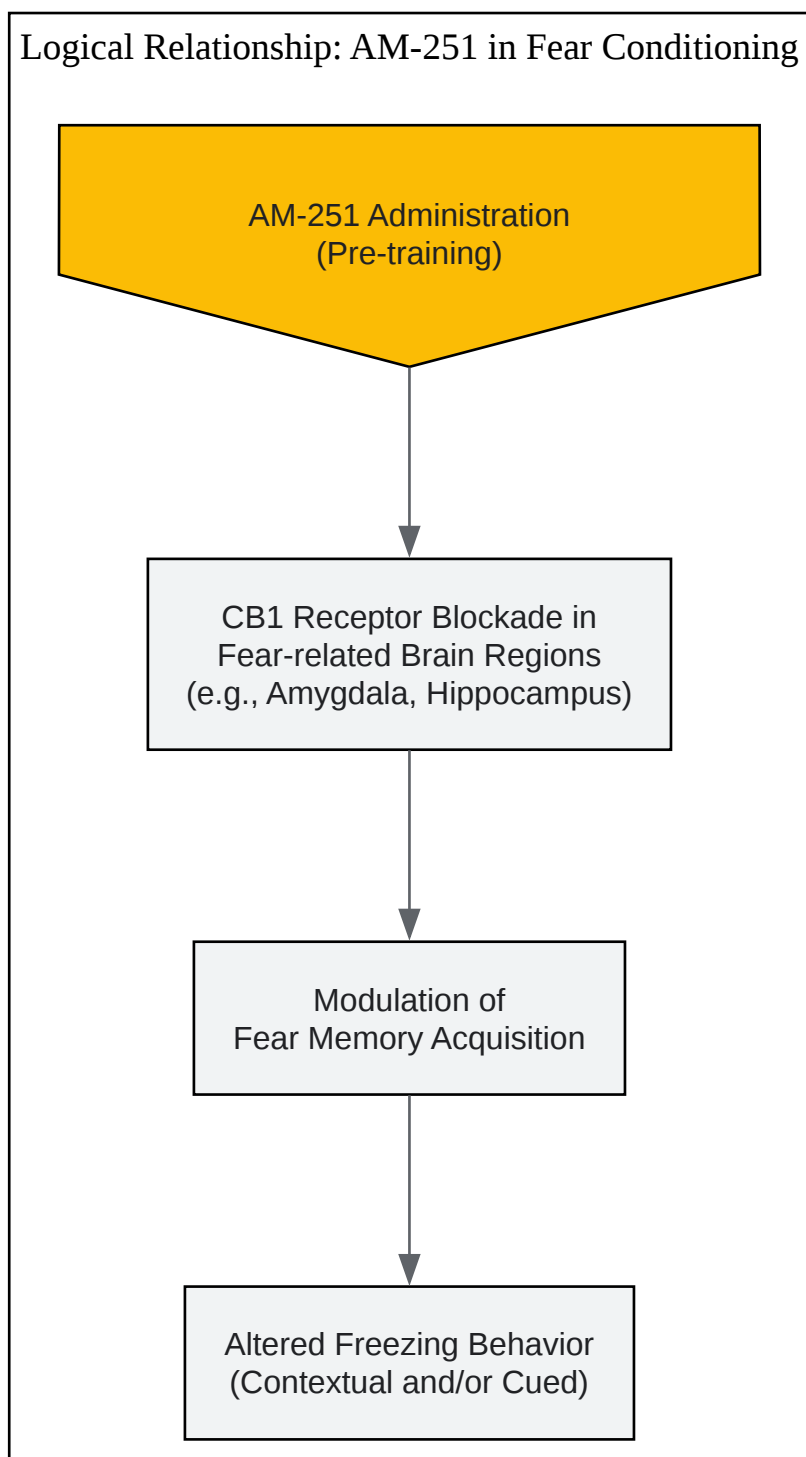 Logical Relationship: AM-251 in Fear Conditioning
AM-251 Administration
(Pre-training)
CB1 Receptor Blockade in
Fear-related Brain Regions
(e.g., Amygdala, Hippocampus)
Modulation of
Fear Memory Acquisition
Altered Freezing Behavior
(Contextual and/or Cued)